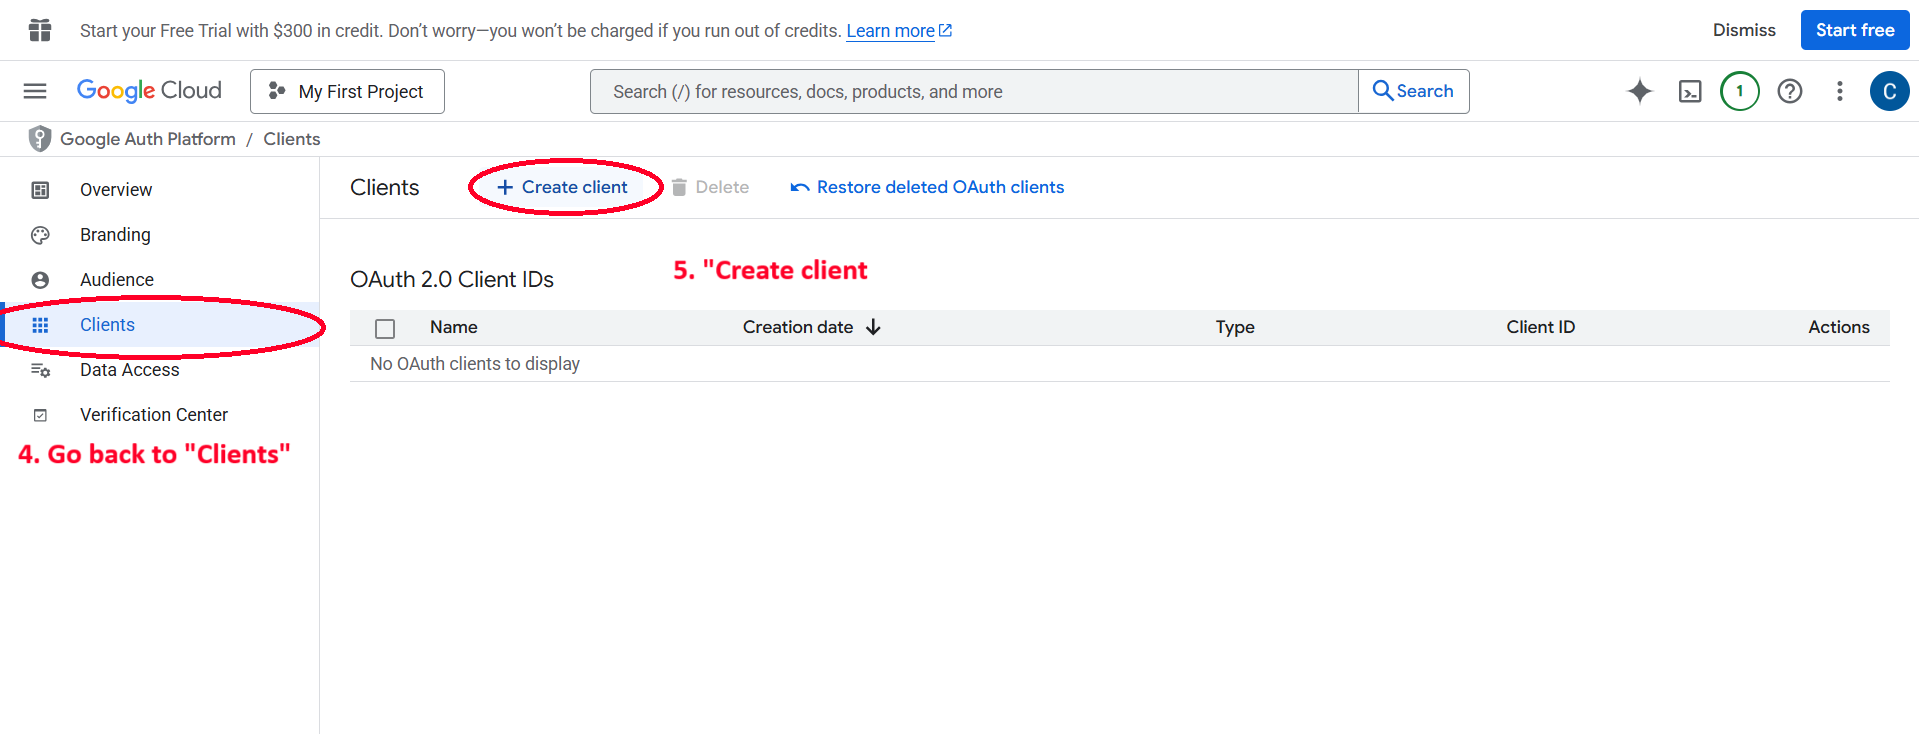 Start your Free Trial with $300 in credit. Don’t worry—you won’t be charged if you run out of credits. Learn more
Dismiss
Start free
Google Cloud
My First Project
Search (/) for resources, docs, products, and more
Search
1
C
Google Auth Platform / Clients
Overview
Branding
Audience
Clients
Data Access
Verification Center
4. Go back to "Clients"
Clients
+ Create client
Delete
Restore deleted OAuth clients
5. "Create client
OAuth 2.0 Client IDs
Name Creation date Type Client ID Actions
No OAuth clients to display